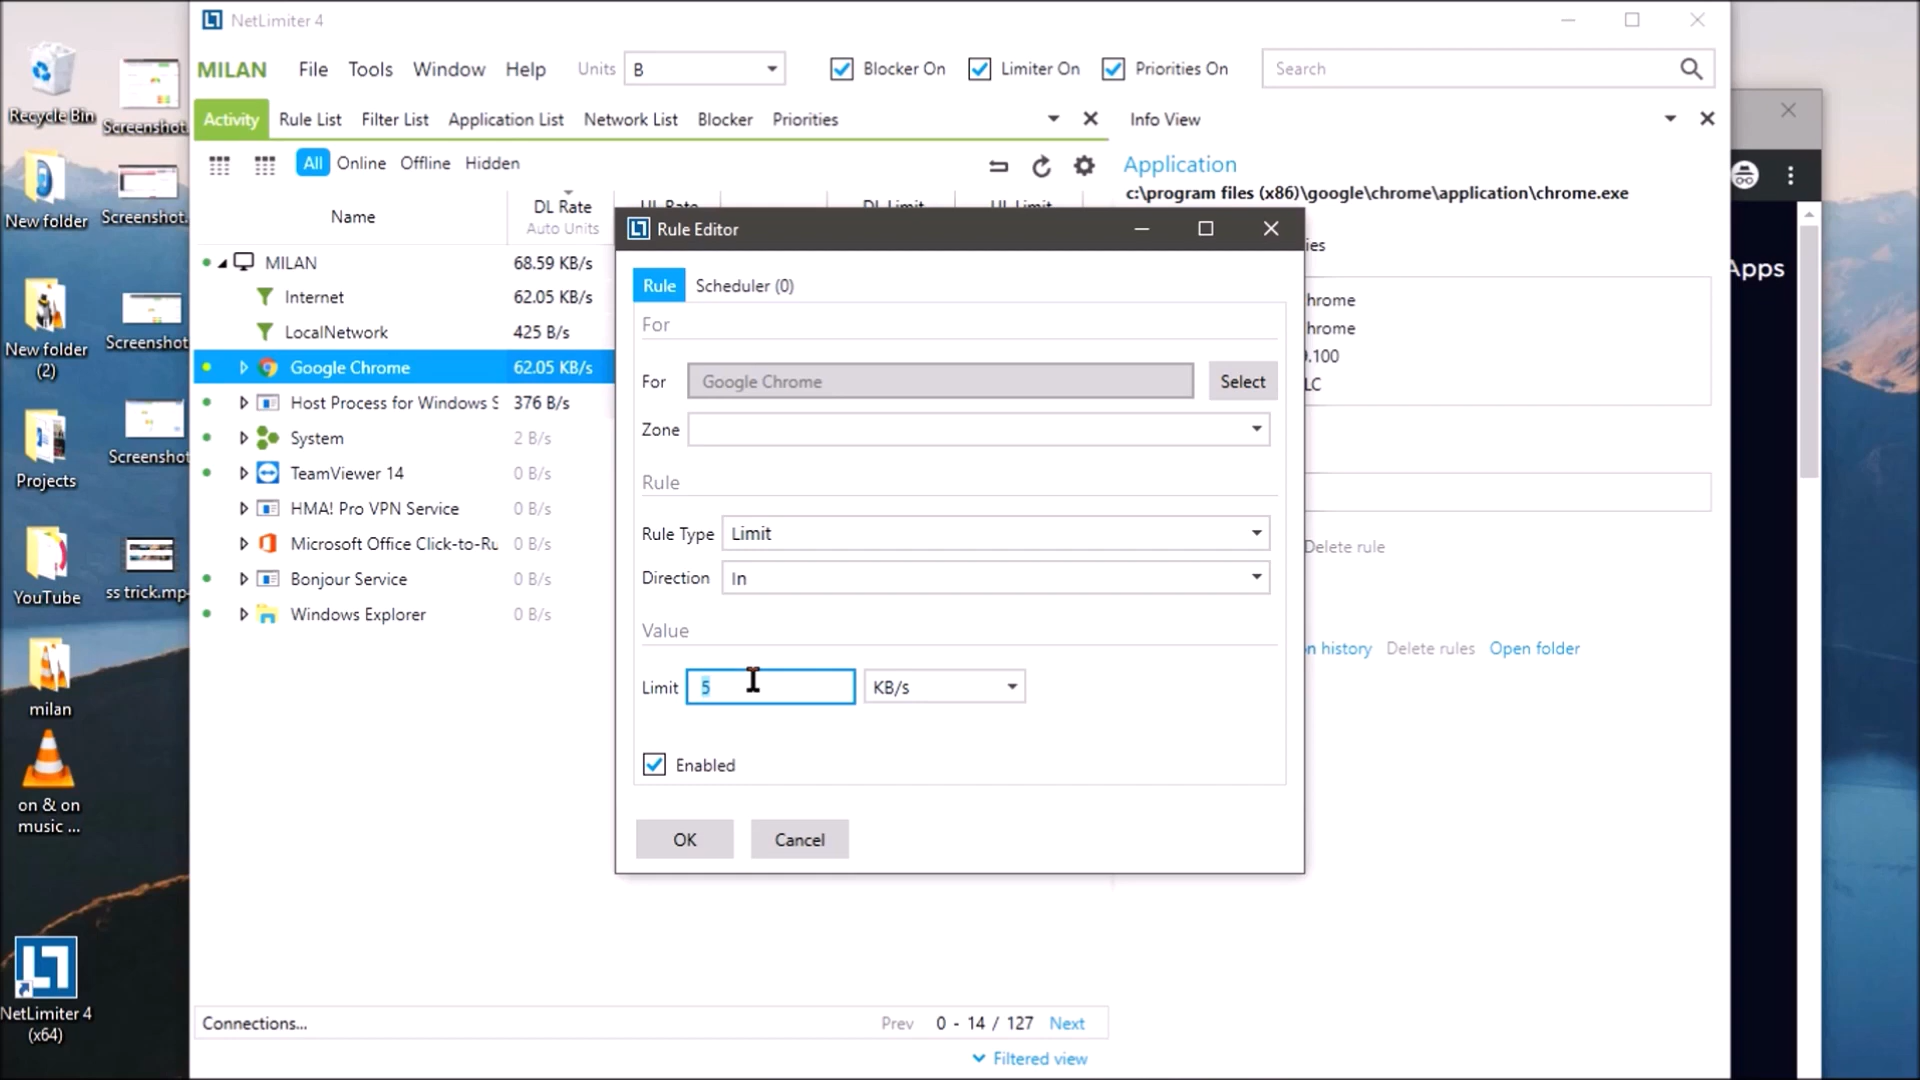 NetLimiter 4
MILAN File Tools Window Help Units B Blocker On Limiter On Priorities On Search
Activity Rule List Filter List Application List Network List Blocker Priorities Info View
All Online Offline Hidden
Application
c:\program files (x86)\google\chrome\application\chrome.exe
Name DL Rate UL Rate DL Limit UL Limit
Auto Units
MILAN 68.59 KB/s
Internet 62.05 KB/s
LocalNetwork 425 B/s
Google Chrome 62.05 KB/s
Host Process for Windows S 376 B/s
System 2 B/s
TeamViewer 14 0 B/s
HMA! Pro VPN Service 0 B/s
Microsoft Office Click-to-Ru 0 B/s
Bonjour Service 0 B/s
Windows Explorer 0 B/s
Rule Editor
Rule Scheduler (0)
For
For Google Chrome Select
Zone
Rule
Rule Type Limit
Direction In
Value
Limit 5 KB/s
Enabled
OK Cancel
ies
hrome
hrome
.100
LC
Delete rule
n history Delete rules Open folder
Connections... Prev 0 - 14 / 127 Next
Filtered view
Apps
Recycle Bin
Screenshot.
New folder
Screenshot.
New folder
(2)
Screenshot
Projects
Screenshot
YouTube
ss trick.mp
milan
on & on
music ...
NetLimiter 4
(x64)